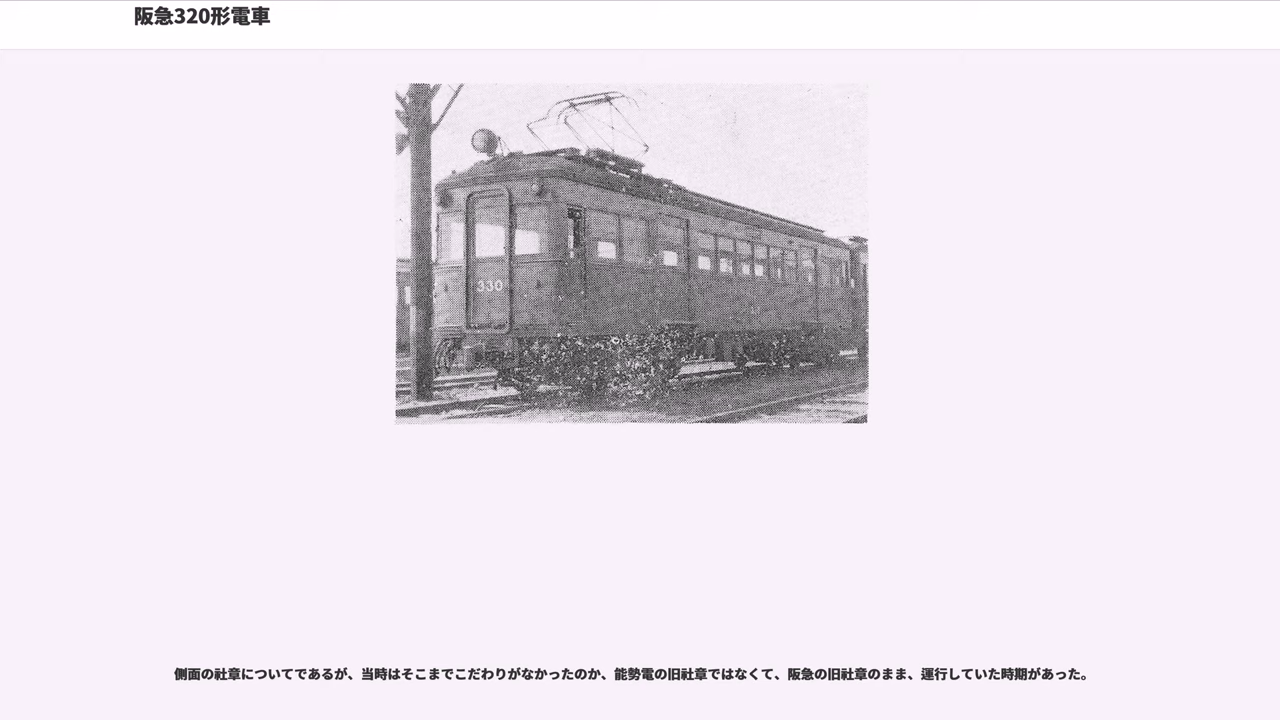 阪急320形電車
330
側面の社章についてであるが、当時はそこまでこだわりがなかったのか、能勢電の旧社章ではなくて、阪急の旧社章のまま、運行していた時期があった。